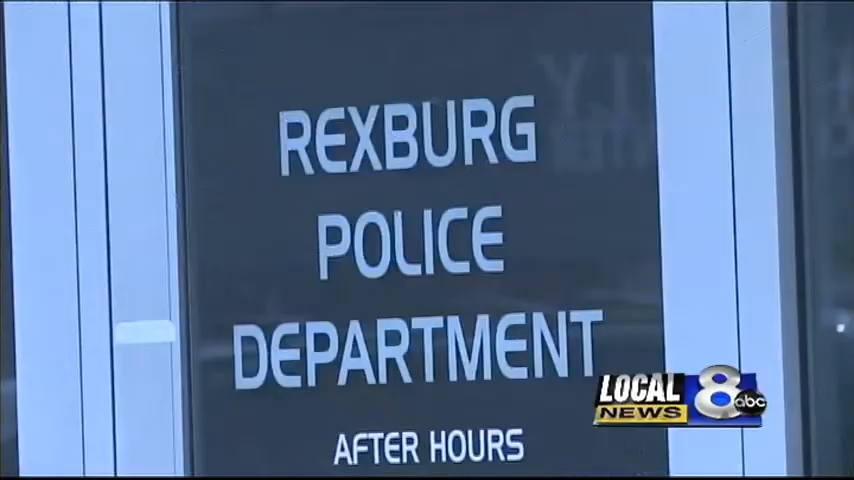 REXBURG
POLICE
DEPARTMENT
AFTER HOURS
LOCAL 8
NEWS abc